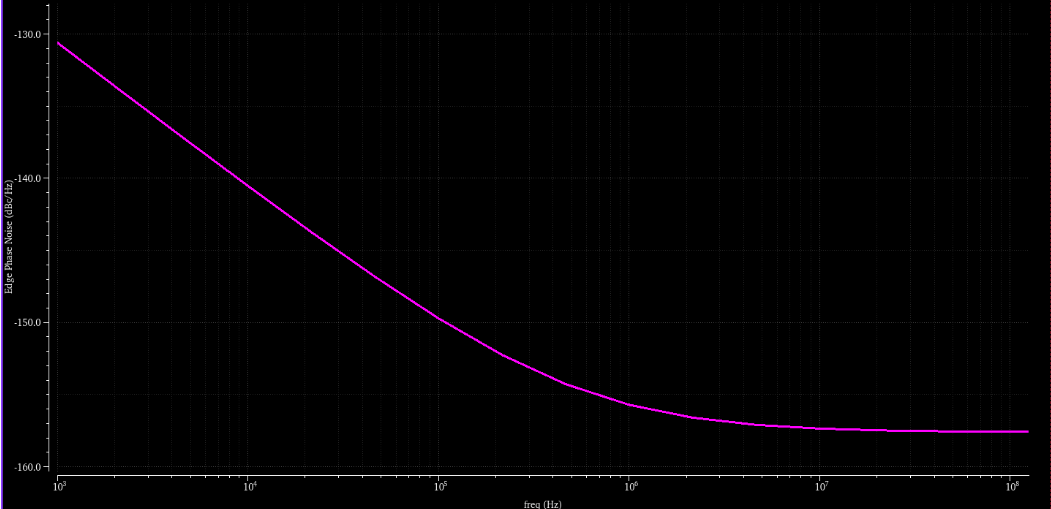 Edge Phase Noise (dBc/Hz)
-130.0
-140.0
-150.0
-160.0
10³ 10⁴ 10⁵ 10⁶ 10⁷ 10⁸
freq (Hz)